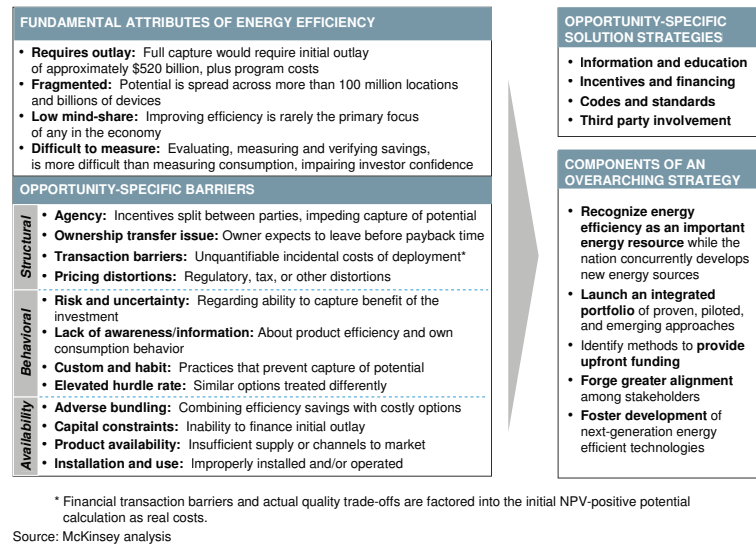 FUNDAMENTAL ATTRIBUTES OF ENERGY EFFICIENCY
• Requires outlay: Full capture would require initial outlay
of approximately $520 billion, plus program costs
• Fragmented: Potential is spread across more than 100 million locations
and billions of devices
• Low mind-share: Improving efficiency is rarely the primary focus
of any in the economy
• Difficult to measure: Evaluating, measuring and verifying savings,
is more difficult than measuring consumption, impairing investor confidence
OPPORTUNITY-SPECIFIC BARRIERS
Structural
• Agency: Incentives split between parties, impeding capture of potential
• Ownership transfer issue: Owner expects to leave before payback time
• Transaction barriers: Unquantifiable incidental costs of deployment*
• Pricing distortions: Regulatory, tax, or other distortions
Behavioral
• Risk and uncertainty: Regarding ability to capture benefit of the
investment
• Lack of awareness/information: About product efficiency and own
consumption behavior
• Custom and habit: Practices that prevent capture of potential
• Elevated hurdle rate: Similar options treated differently
Availability
• Adverse bundling: Combining efficiency savings with costly options
• Capital constraints: Inability to finance initial outlay
• Product availability: Insufficient supply or channels to market
• Installation and use: Improperly installed and/or operated
OPPORTUNITY-SPECIFIC
SOLUTION STRATEGIES
• Information and education
• Incentives and financing
• Codes and standards
• Third party involvement
COMPONENTS OF AN
OVERARCHING STRATEGY
• Recognize energy
efficiency as an important
energy resource while the
nation concurrently develops
new energy sources
• Launch an integrated
portfolio of proven, piloted,
and emerging approaches
• Identify methods to provide
upfront funding
• Forge greater alignment
among stakeholders
• Foster development of
next-generation energy
efficient technologies
* Financial transaction barriers and actual quality trade-offs are factored into the initial NPV-positive potential
calculation as real costs.
Source: McKinsey analysis